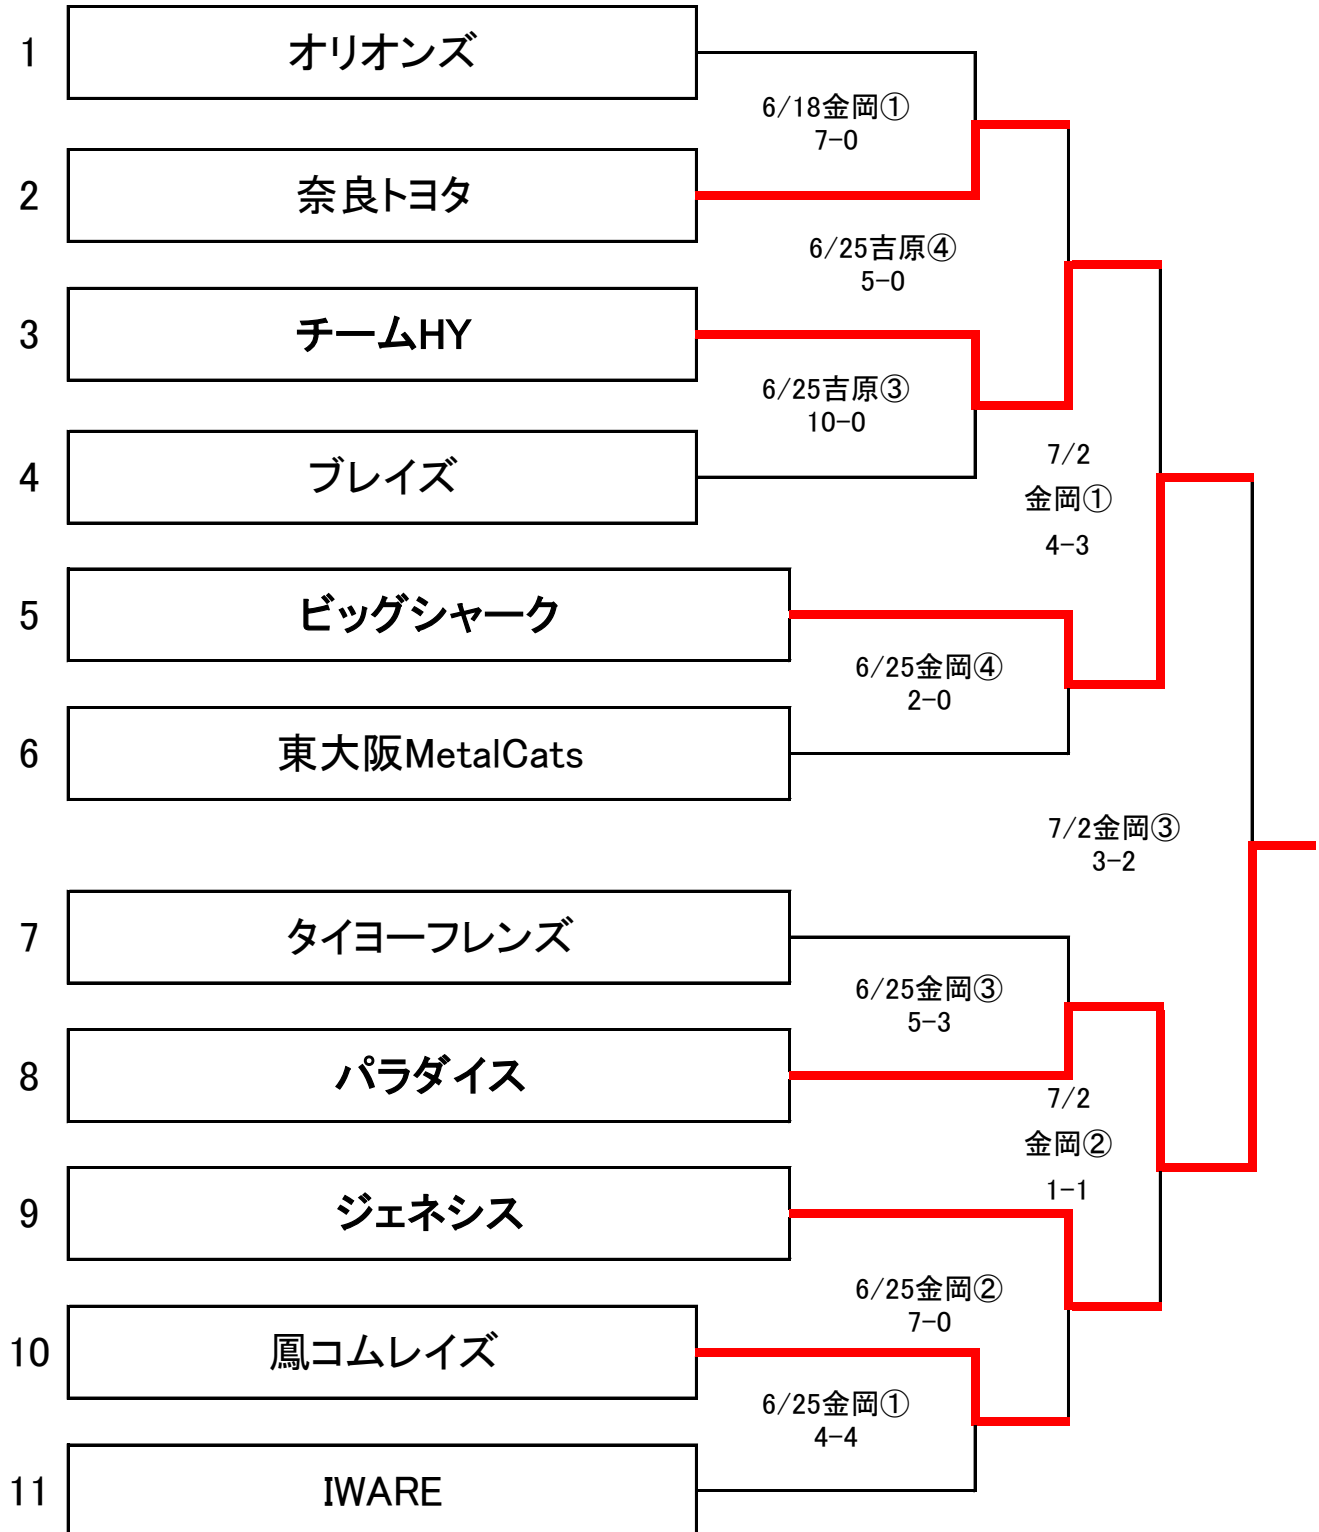 1
オリオンズ
6/18金岡①
7-0
2
奈良トヨタ
6/25吉原④
5-0
3
チームHY
6/25吉原③
10-0
4
ブレイズ
7/2
金岡①
4-3
5
ビッグシャーク
6/25金岡④
2-0
6
東大阪MetalCats
7/2金岡③
3-2
7
タイヨーフレンズ
6/25金岡③
5-3
8
パラダイス
7/2
金岡②
1-1
9
ジェネシス
6/25金岡②
7-0
10
鳳コムレイズ
6/25金岡①
4-4
11
IWARE